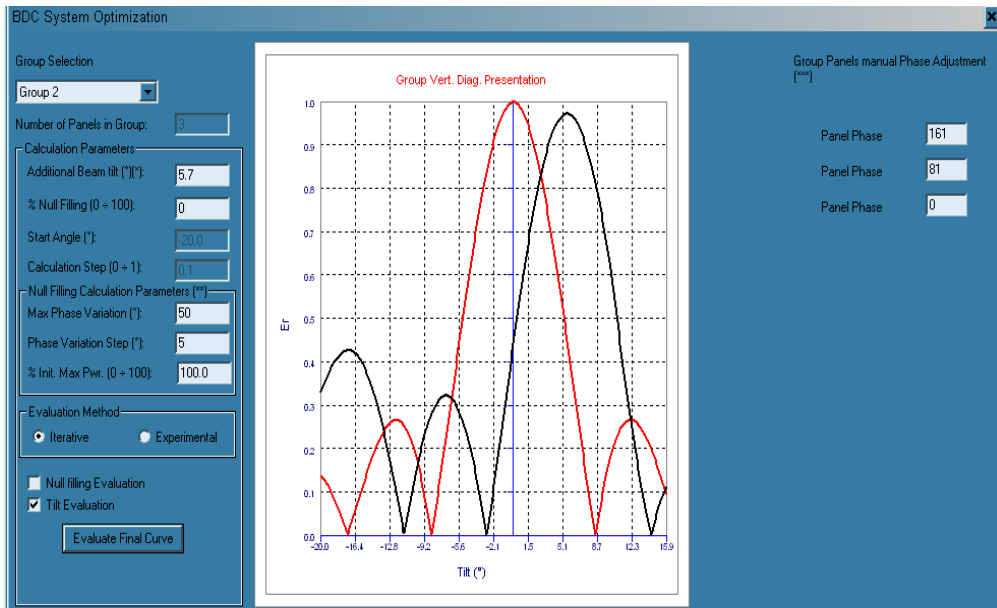 BDC System Optimization
Group Selection
Group 2
Number of Panels in Group: 3
Calculation Parameters
Additional Beam tilt (°)(*): 5.7
% Null Filling (0 ÷ 100): 0
Start Angle (°): -20.0
Calculation Step (0 ÷ 1): 0.1
Null Filling Calculation Parameters (**)
Max Phase Variation (°): 50
Phase Variation Step (°): 5
% Init. Max Pwr. (0 ÷ 100): 100.0
Evaluation Method
Iterative Experimental
Null filling Evaluation
Tilt Evaluation
Evaluate Final Curve
Group Vert. Diag. Presentation
1.0
0.9
0.8
0.7
0.6
0.5
0.4
0.3
0.2
0.1
0.0
Er
-20.0 -16.4 -12.8 -9.2 -5.6 -2.1 1.5 5.1 8.7 12.3 15.9
Tilt (°)
Group Panels manual Phase Adjustment
(***)
Panel Phase 161
Panel Phase 81
Panel Phase 0